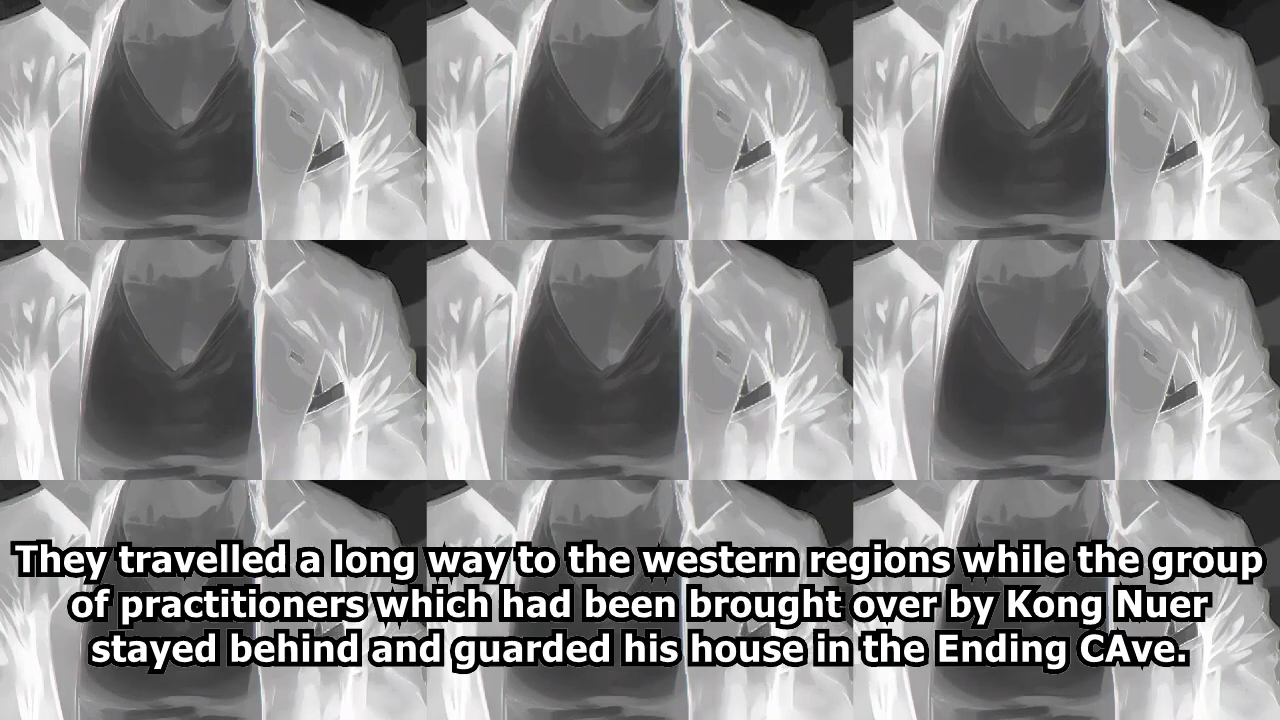 They travelled a long way to the western regions while the group
of practitioners which had been brought over by Kong Nuer
stayed behind and guarded his house in the Ending CAve.